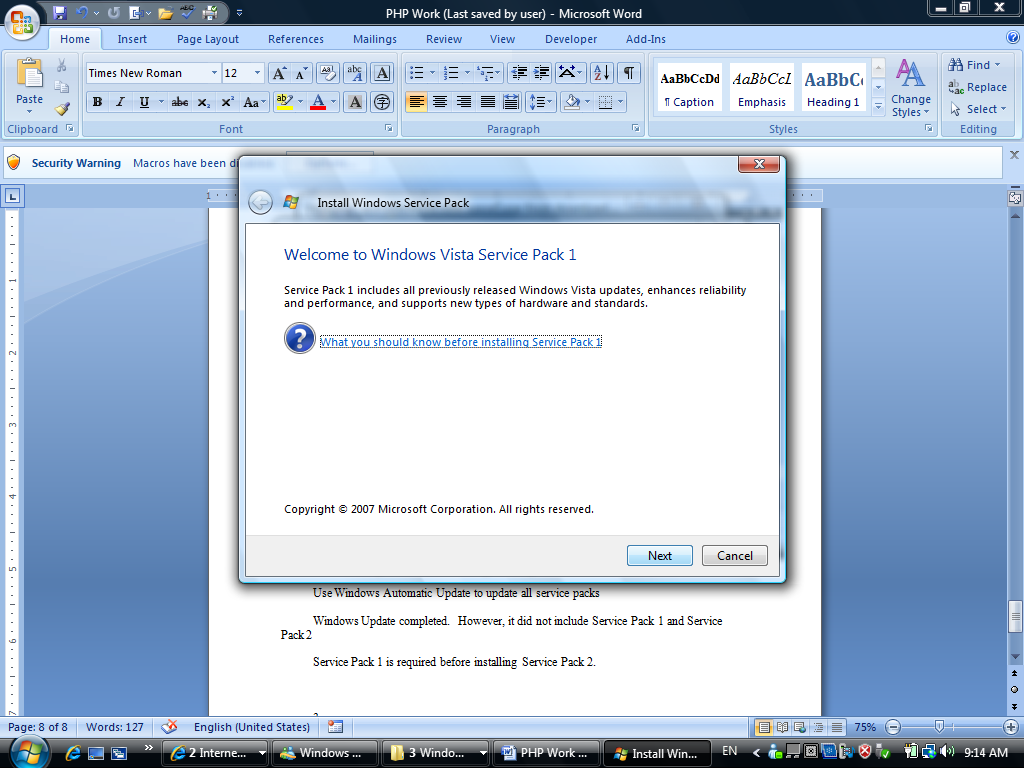 PHP Work (Last saved by user) - Microsoft Word
Home Insert Page Layout References Mailings Review View Developer Add-Ins
Paste
Clipboard
Times New Roman 12
B I U abc X₂ X² Aa
Font
Paragraph
AaBbCcDd AaBbCcL AaBbC
¶ Caption Emphasis Heading 1
Change Styles
Styles
Find
Replace
Select
Editing
Security Warning Macros have been
Install Windows Service Pack
Welcome to Windows Vista Service Pack 1
Service Pack 1 includes all previously released Windows Vista updates, enhances reliability
and performance, and supports new types of hardware and standards.
What you should know before installing Service Pack 1
Copyright © 2007 Microsoft Corporation. All rights reserved.
Next Cancel
Use Windows Automatic Update to update all service packs
Windows Update completed. However, it did not include Service Pack 1 and Service
Pack 2
Service Pack 1 is required before installing Service Pack 2.
Page: 8 of 8 Words: 127 English (United States) 75%
2 Interne... Windows ... 3 Windo... PHP Work ... Install Win... EN 9:14 AM